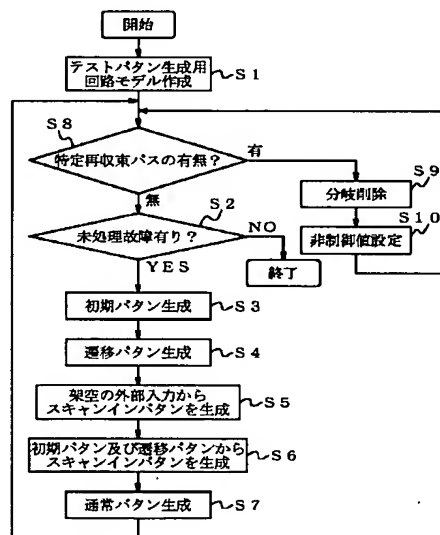 開始
テストパタン生成用
回路モデル作成
S1
S8
特定再収束パスの有無?
有
S9
分岐削除
無
S2
S10
未処理故障有り?
NO
非制御値設定
YES
終了
初期パタン生成
S3
遷移パタン生成
S4
架空の外部入力から
スキャンインパタンを生成
S5
初期パタン及び遷移パタンから
スキャンインパタンを生成
S6
通常パタン生成
S7